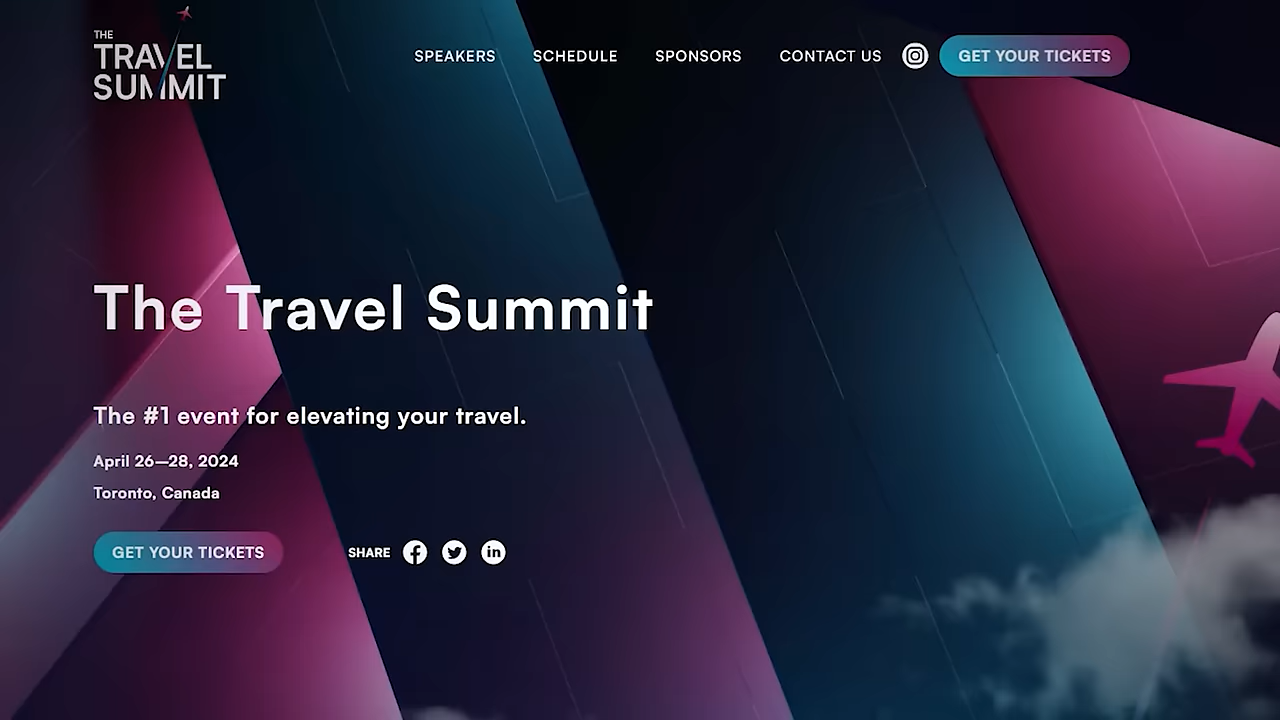 THE
TRAVEL
SUMMIT
SPEAKERS SCHEDULE SPONSORS CONTACT US GET YOUR TICKETS
The Travel Summit
The #1 event for elevating your travel.
April 26—28, 2024
Toronto, Canada
GET YOUR TICKETS SHARE